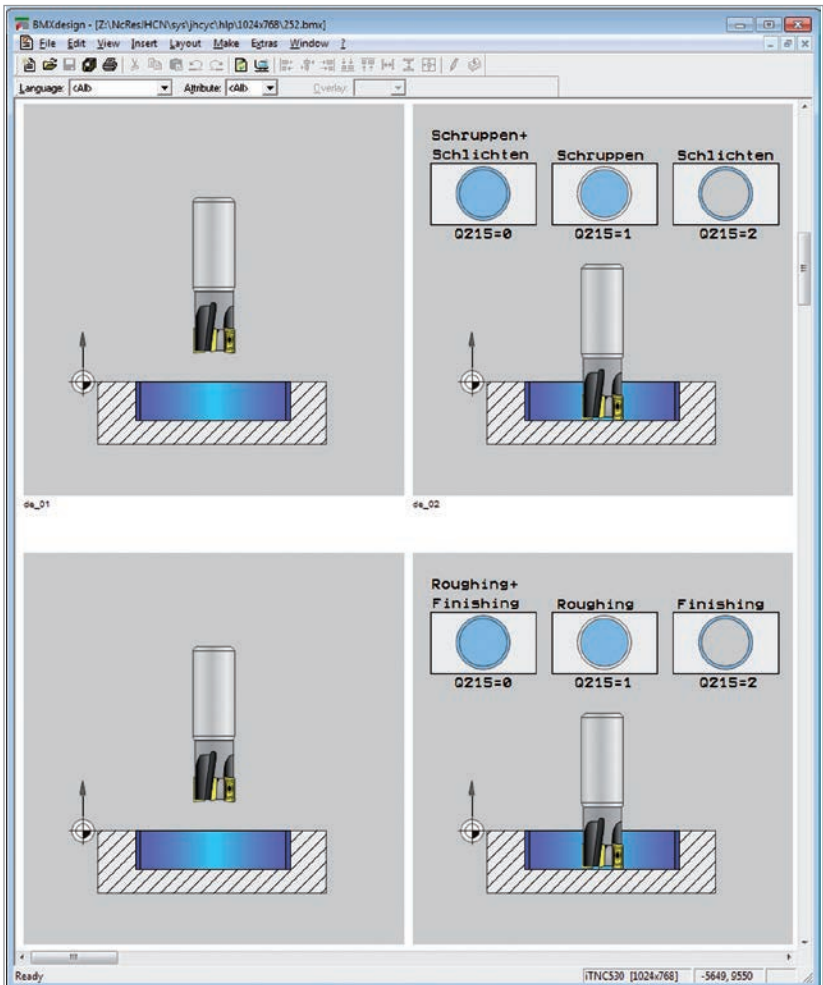 BMXdesign - [Z:\NcRes\HCN\sys\jhcyc\hlp\1024x768\252.bmx]
File Edit View Insert Layout Make Extras Window ?
Language: <All> Attribute: <All> Overlay:
Schruppen+
Schlichten Schruppen Schlichten
Q215=0 Q215=1 Q215=2
de_01 de_02
Roughing+
Finishing Roughing Finishing
Q215=0 Q215=1 Q215=2
Ready iTNC530 [1024x768] -5649, 9550